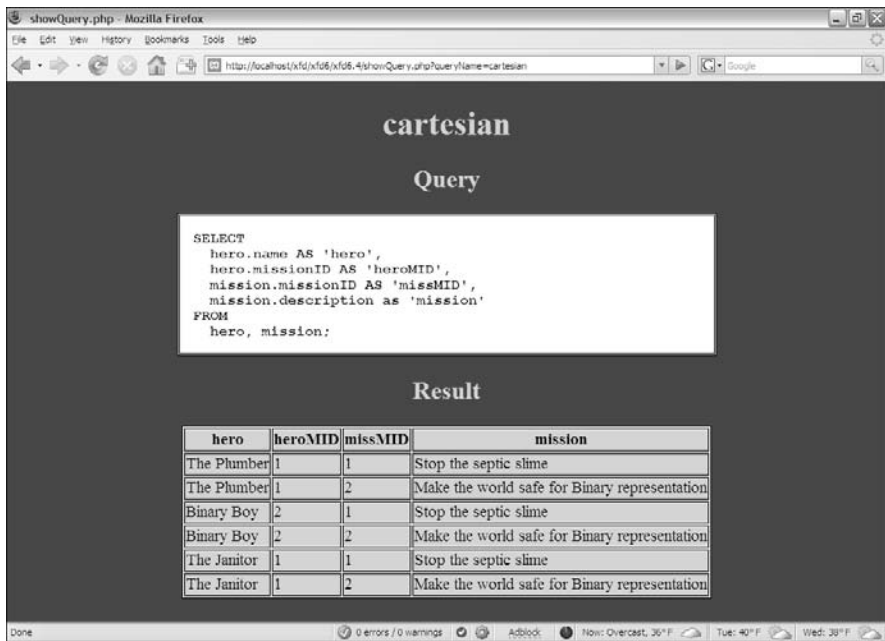 showQuery.php - Mozilla Firefox
File Edit View History Bookmarks Tools Help
http://localhost/xfd/xfd6/xfd6.4/showQuery.php?queryName=cartesian
Google
cartesian
Query
SELECT
hero.name AS 'hero',
hero.missionID AS 'heroMID',
mission.missionID AS 'missMID',
mission.description as 'mission'
FROM
hero, mission;
Result
hero heroMID missMID mission
The Plumber 1 1 Stop the septic slime
The Plumber 1 2 Make the world safe for Binary representation
Binary Boy 2 1 Stop the septic slime
Binary Boy 2 2 Make the world safe for Binary representation
The Janitor 1 1 Stop the septic slime
The Janitor 1 2 Make the world safe for Binary representation
Done 0 errors / 0 warnings Adblock Now: Overcast, 36°F Tue: 40°F Wed: 38°F